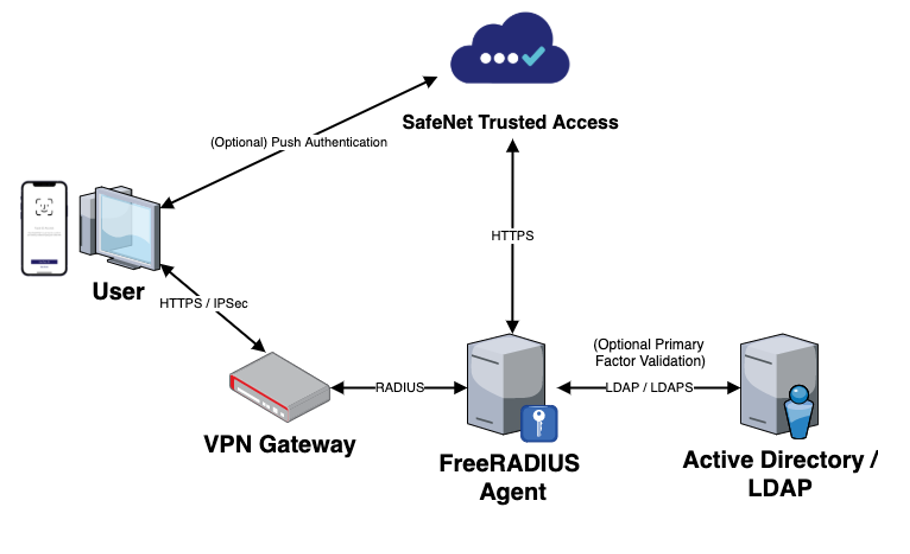 SafeNet Trusted Access
(Optional) Push Authentication
HTTPS
User
HTTPS / IPSec
(Optional Primary
Factor Validation)
RADIUS
LDAP / LDAPS
VPN Gateway
FreeRADIUS
Agent
Active Directory /
LDAP